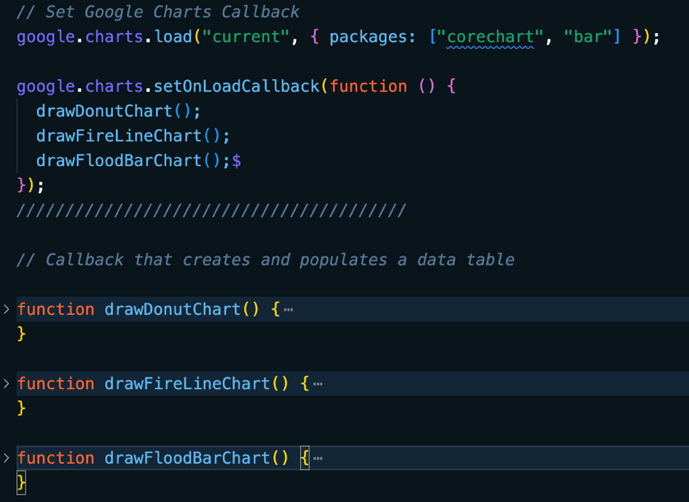 // Set Google Charts Callback
google.charts.load("current", { packages: ["corechart", "bar"] });
google.charts.setOnLoadCallback(function () {
drawDonutChart();
drawFireLineChart();
drawFloodBarChart();$
});
////////////////////////////////////////
// Callback that creates and populates a data table
function drawDonutChart() {⋯
}
function drawFireLineChart() {⋯
}
function drawFloodBarChart() {⋯
}